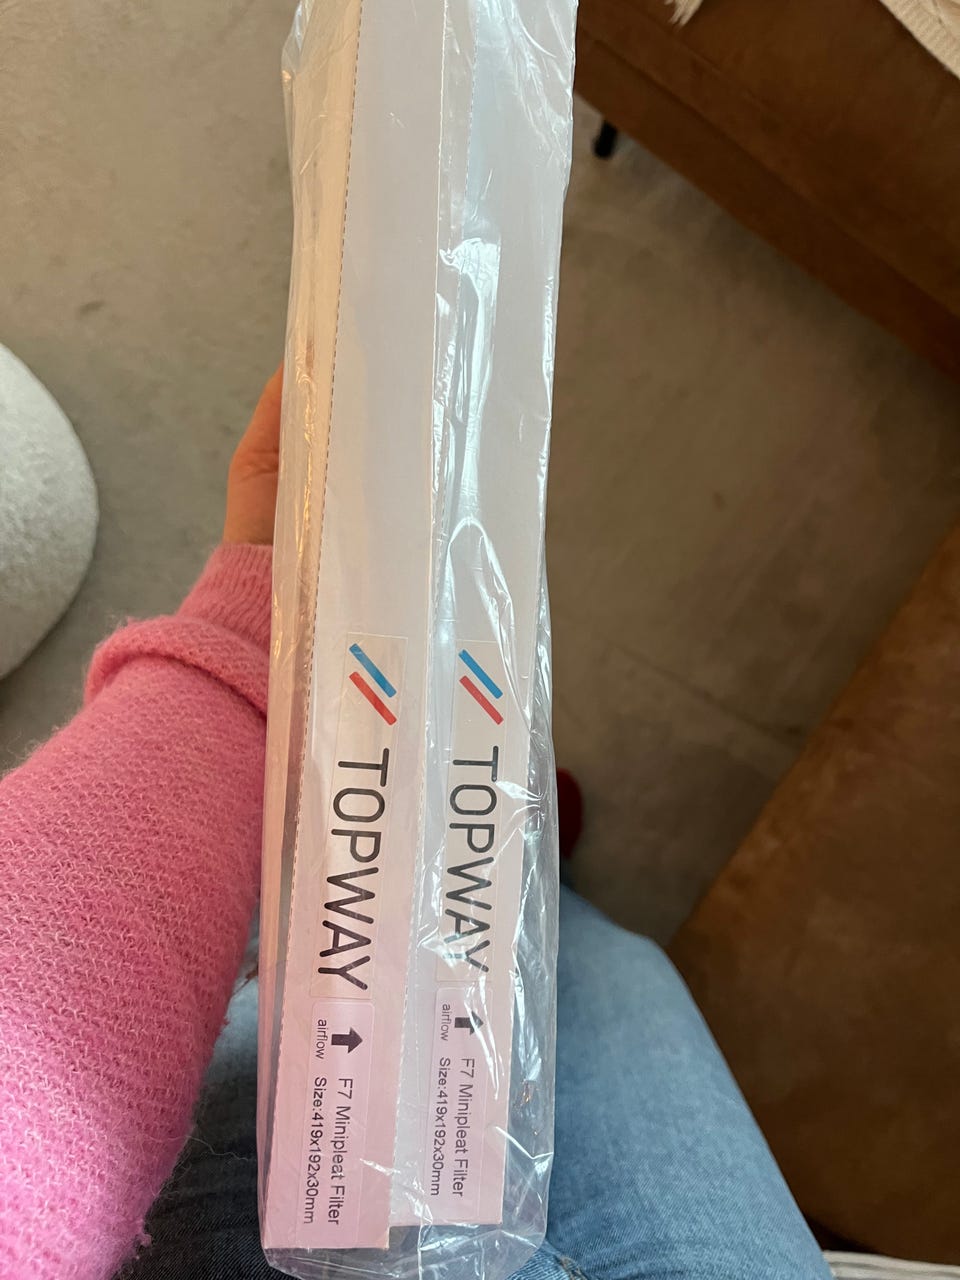 TOPWAY
airflow
F7 Minipleat Filter
Size:419x192x30mm
TOPWAY
airflow
F7 Minipleat Filter
Size:419x192x30mm